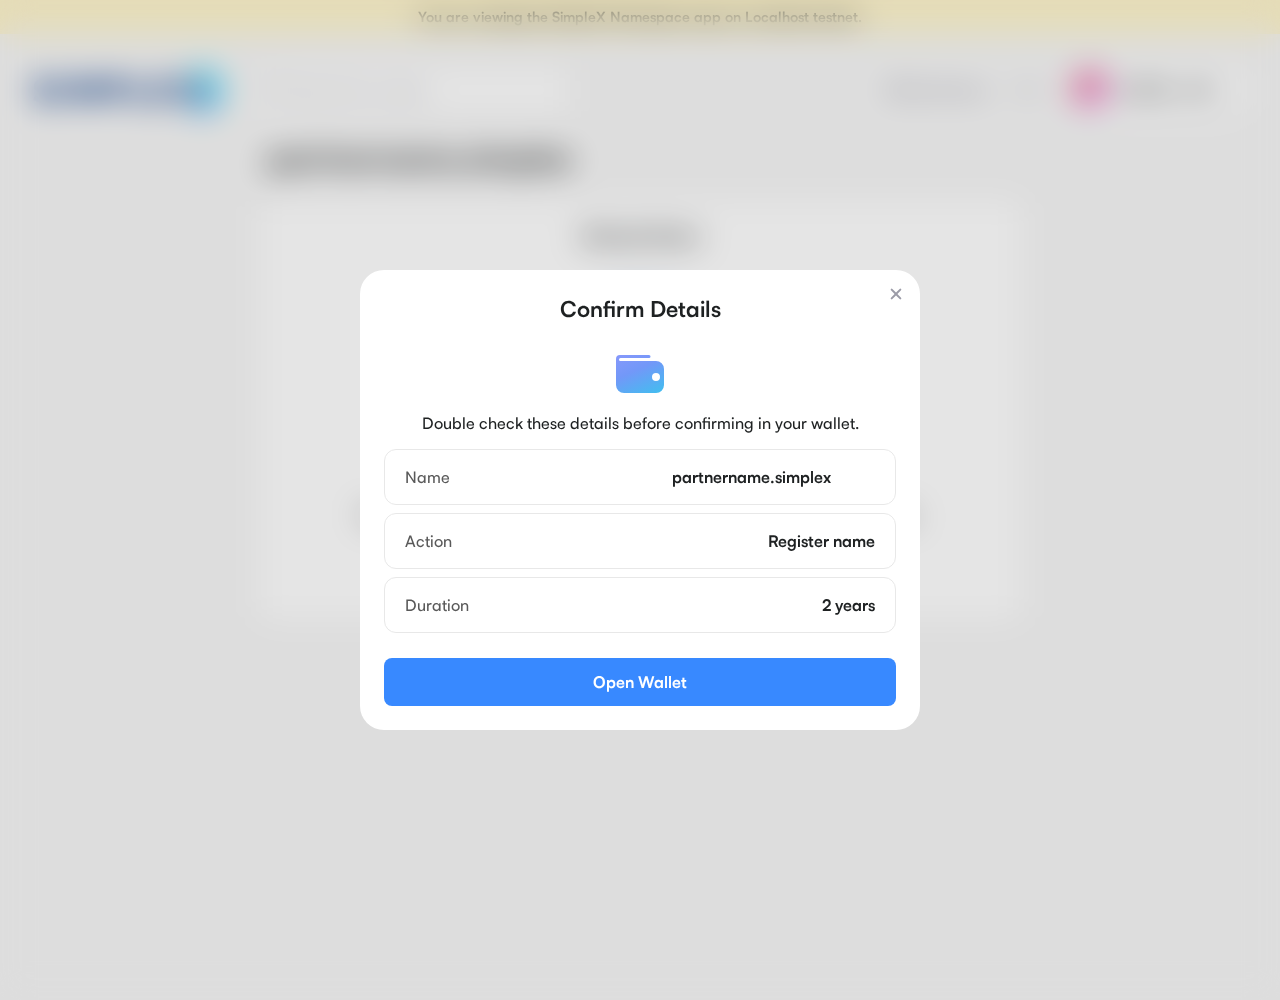 You are viewing the SimpleX Namespace app on Localhost testnet.
Confirm Details
Double check these details before confirming in your wallet.
Name partnername.simplex
Action Register name
Duration 2 years
Open Wallet